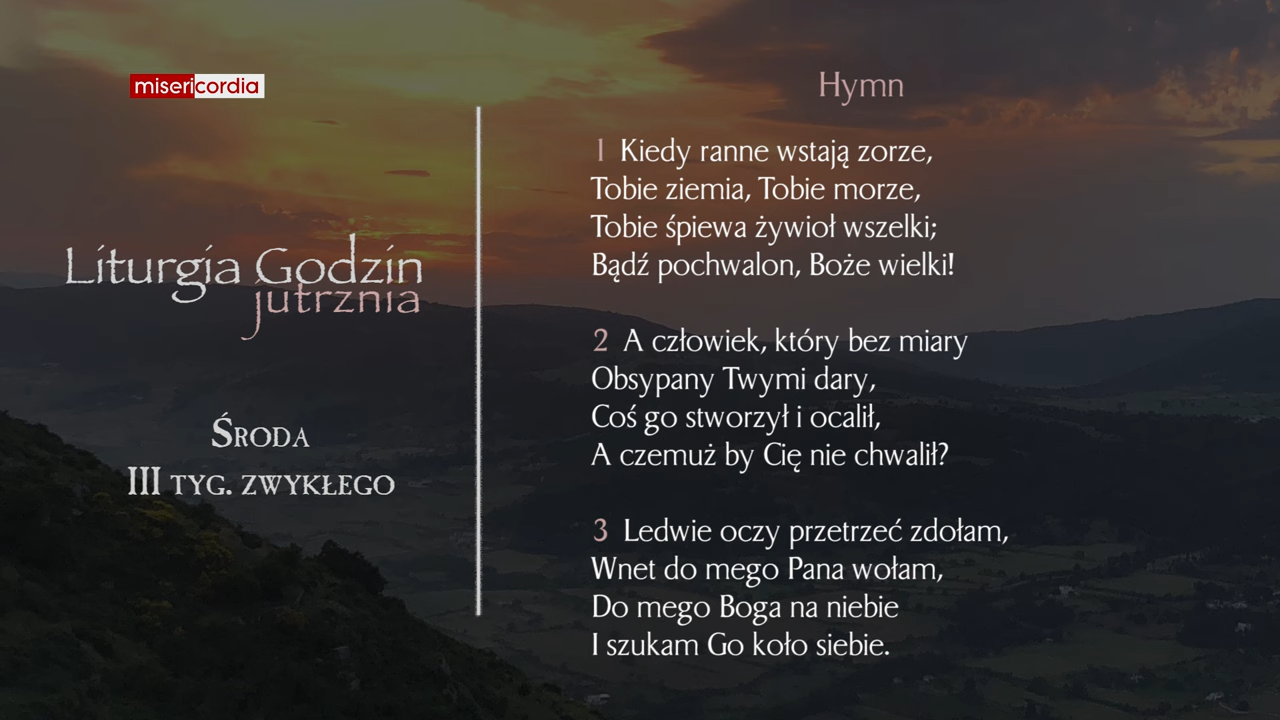 misericordia
Liturgia Godzin
jutrznia
Środa
III tyg. zwykłego
Hymn
1 Kiedy ranne wstają zorze,
Tobie ziemia, Tobie morze,
Tobie śpiewa żywioł wszelki;
Bądź pochwalon, Boże wielki!
2 A człowiek, który bez miary
Obsypany Twymi dary,
Coś go stworzył i ocalił,
A czemuż by Cię nie chwalił?
3 Ledwie oczy przetrzeć zdołam,
Wnet do mego Pana wołam,
Do mego Boga na niebie
I szukam Go koło siebie.